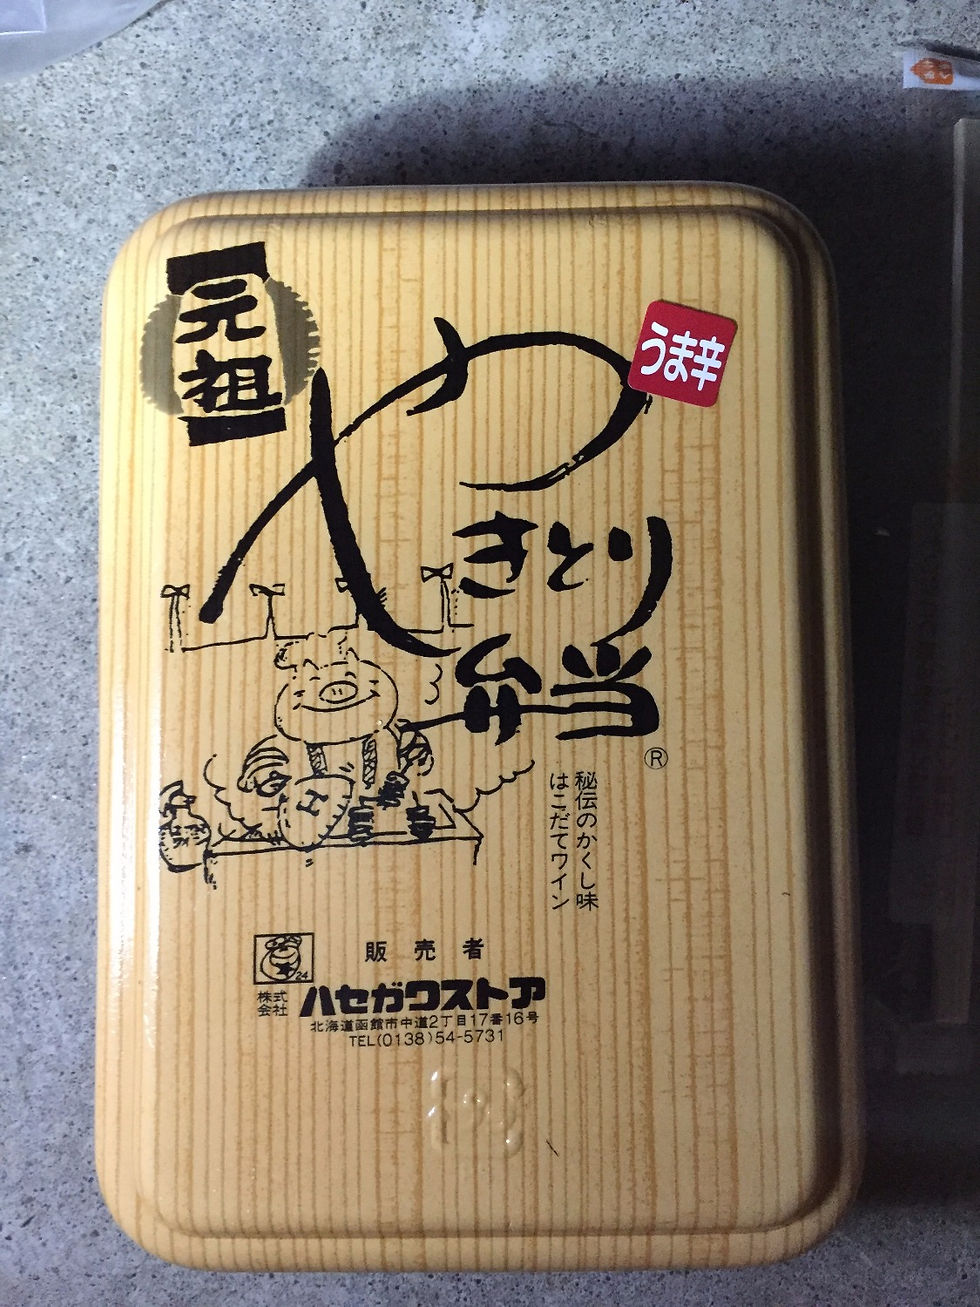 元祖
うま辛
やきとり
弁当
®
秘伝のかくし味
はこだてワイン
H
24
販売者
株式会社
ハセガワストア
北海道函館市中道2丁目17番16号
TEL(0138)54-5731